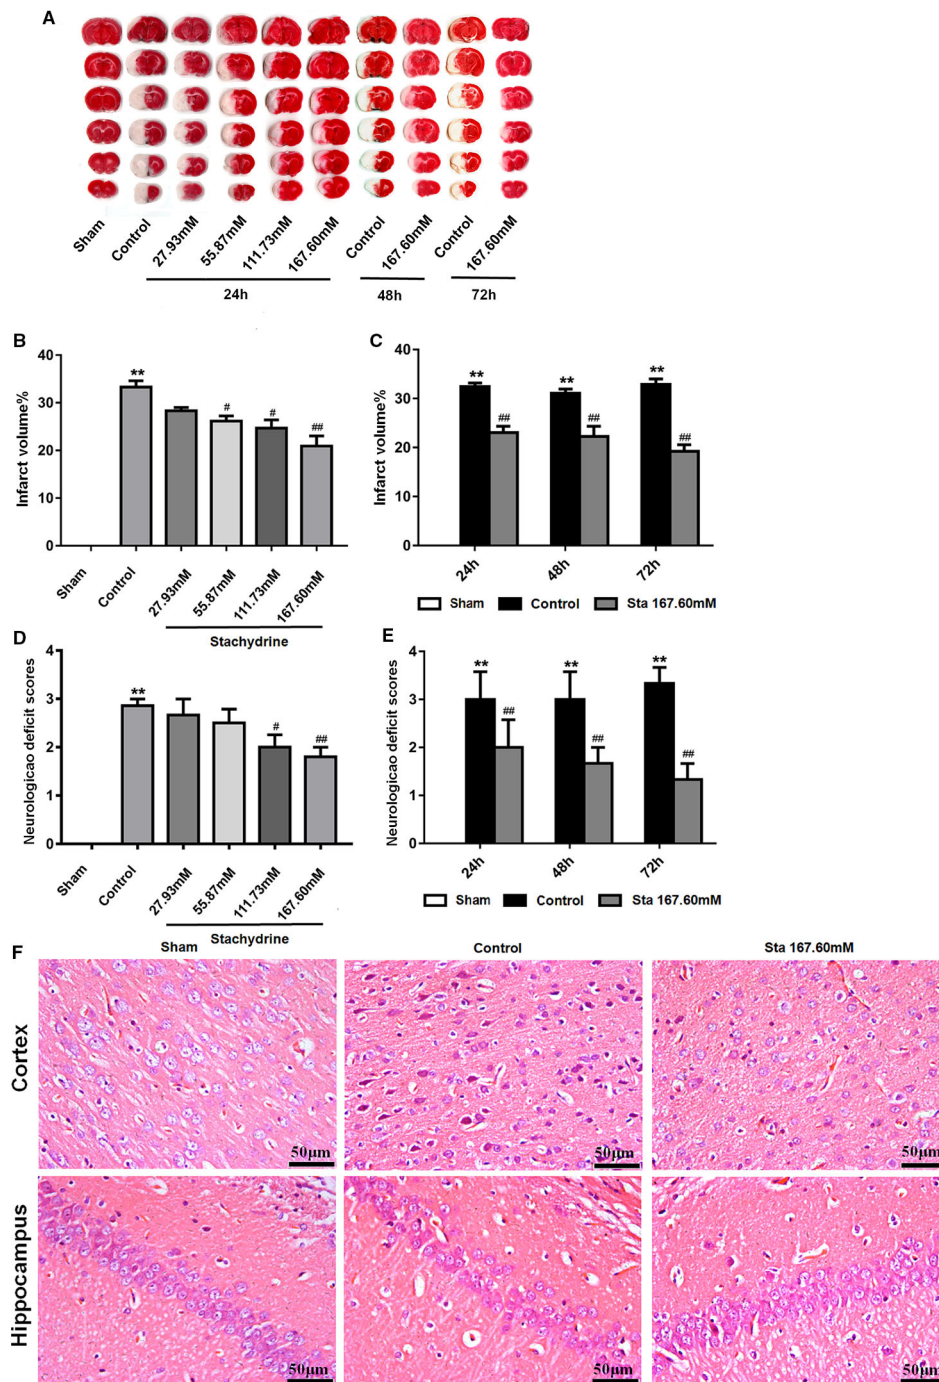 A
Sham
Control
27.93mM
55.87mM
111.73mM
167.60mM
Control
167.60mM
Control
167.60mM
24h
48h
72h
B
Infarct volume%
40
30
20
10
0
**
#
#
##
Sham
Control
27.93mM
55.87mM
111.73mM
167.60mM
Stachydrine
C
Infarct volume%
40
30
20
10
0
**
##
**
##
**
##
24h
48h
72h
Sham
Control
Sta 167.60mM
D
Neurologicao deficit scores
4
3
2
1
0
**
#
##
Sham
Control
27.93mM
55.87mM
111.73mM
167.60mM
Stachydrine
E
Neurologicao deficit scores
4
3
2
1
0
**
##
**
##
**
##
24h
48h
72h
Sham
Control
Sta 167.60mM
F
Sham
Control
Sta 167.60mM
Cortex
50μm
50μm
50μm
Hippocampus
50μm
50μm
50μm